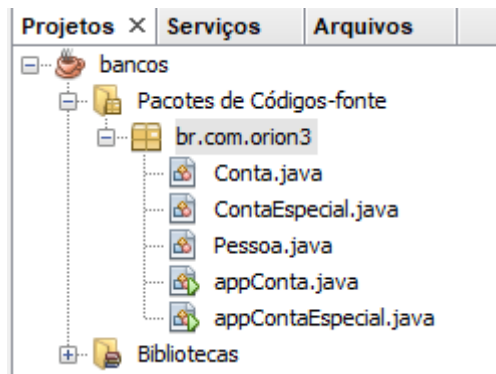 Projetos × Serviços Arquivos
bancos
Pacotes de Códigos-fonte
br.com.orion3
Conta.java
ContaEspecial.java
Pessoa.java
appConta.java
appContaEspecial.java
Bibliotecas